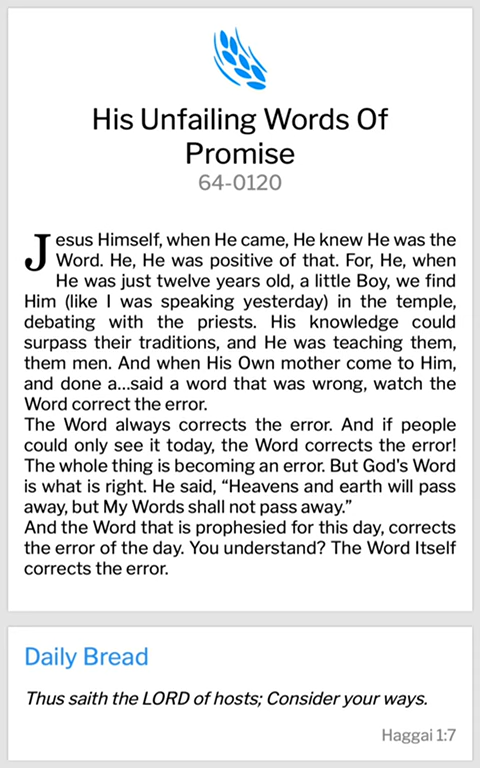 His Unfailing Words Of
Promise
64-0120
Jesus Himself, when He came, He knew He was the
Word. He, He was positive of that. For, He, when
He was just twelve years old, a little Boy, we find
Him (like I was speaking yesterday) in the temple,
debating with the priests. His knowledge could
surpass their traditions, and He was teaching them,
them men. And when His Own mother come to Him,
and done a...said a word that was wrong, watch the
Word correct the error.
The Word always corrects the error. And if people
could only see it today, the Word corrects the error!
The whole thing is becoming an error. But God's Word
is what is right. He said, “Heavens and earth will pass
away, but My Words shall not pass away.”
And the Word that is prophesied for this day, corrects
the error of the day. You understand? The Word Itself
corrects the error.
Daily Bread
Thus saith the LORD of hosts; Consider your ways.
Haggai 1:7